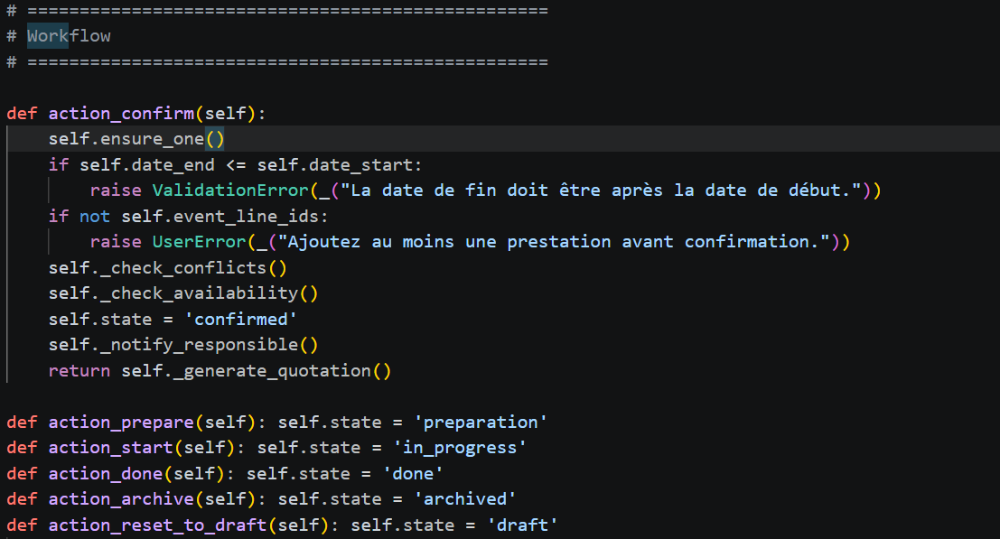 # ==================================================
# Workflow
# ==================================================
def action_confirm(self):
    self.ensure_one()
    if self.date_end <= self.date_start:
        raise ValidationError(_("La date de fin doit être après la date de début."))
    if not self.event_line_ids:
        raise UserError(_("Ajoutez au moins une prestation avant confirmation."))
    self._check_conflicts()
    self._check_availability()
    self.state = 'confirmed'
    self._notify_responsible()
    return self._generate_quotation()
def action_prepare(self): self.state = 'preparation'
def action_start(self): self.state = 'in_progress'
def action_done(self): self.state = 'done'
def action_archive(self): self.state = 'archived'
def action_reset_to_draft(self): self.state = 'draft'